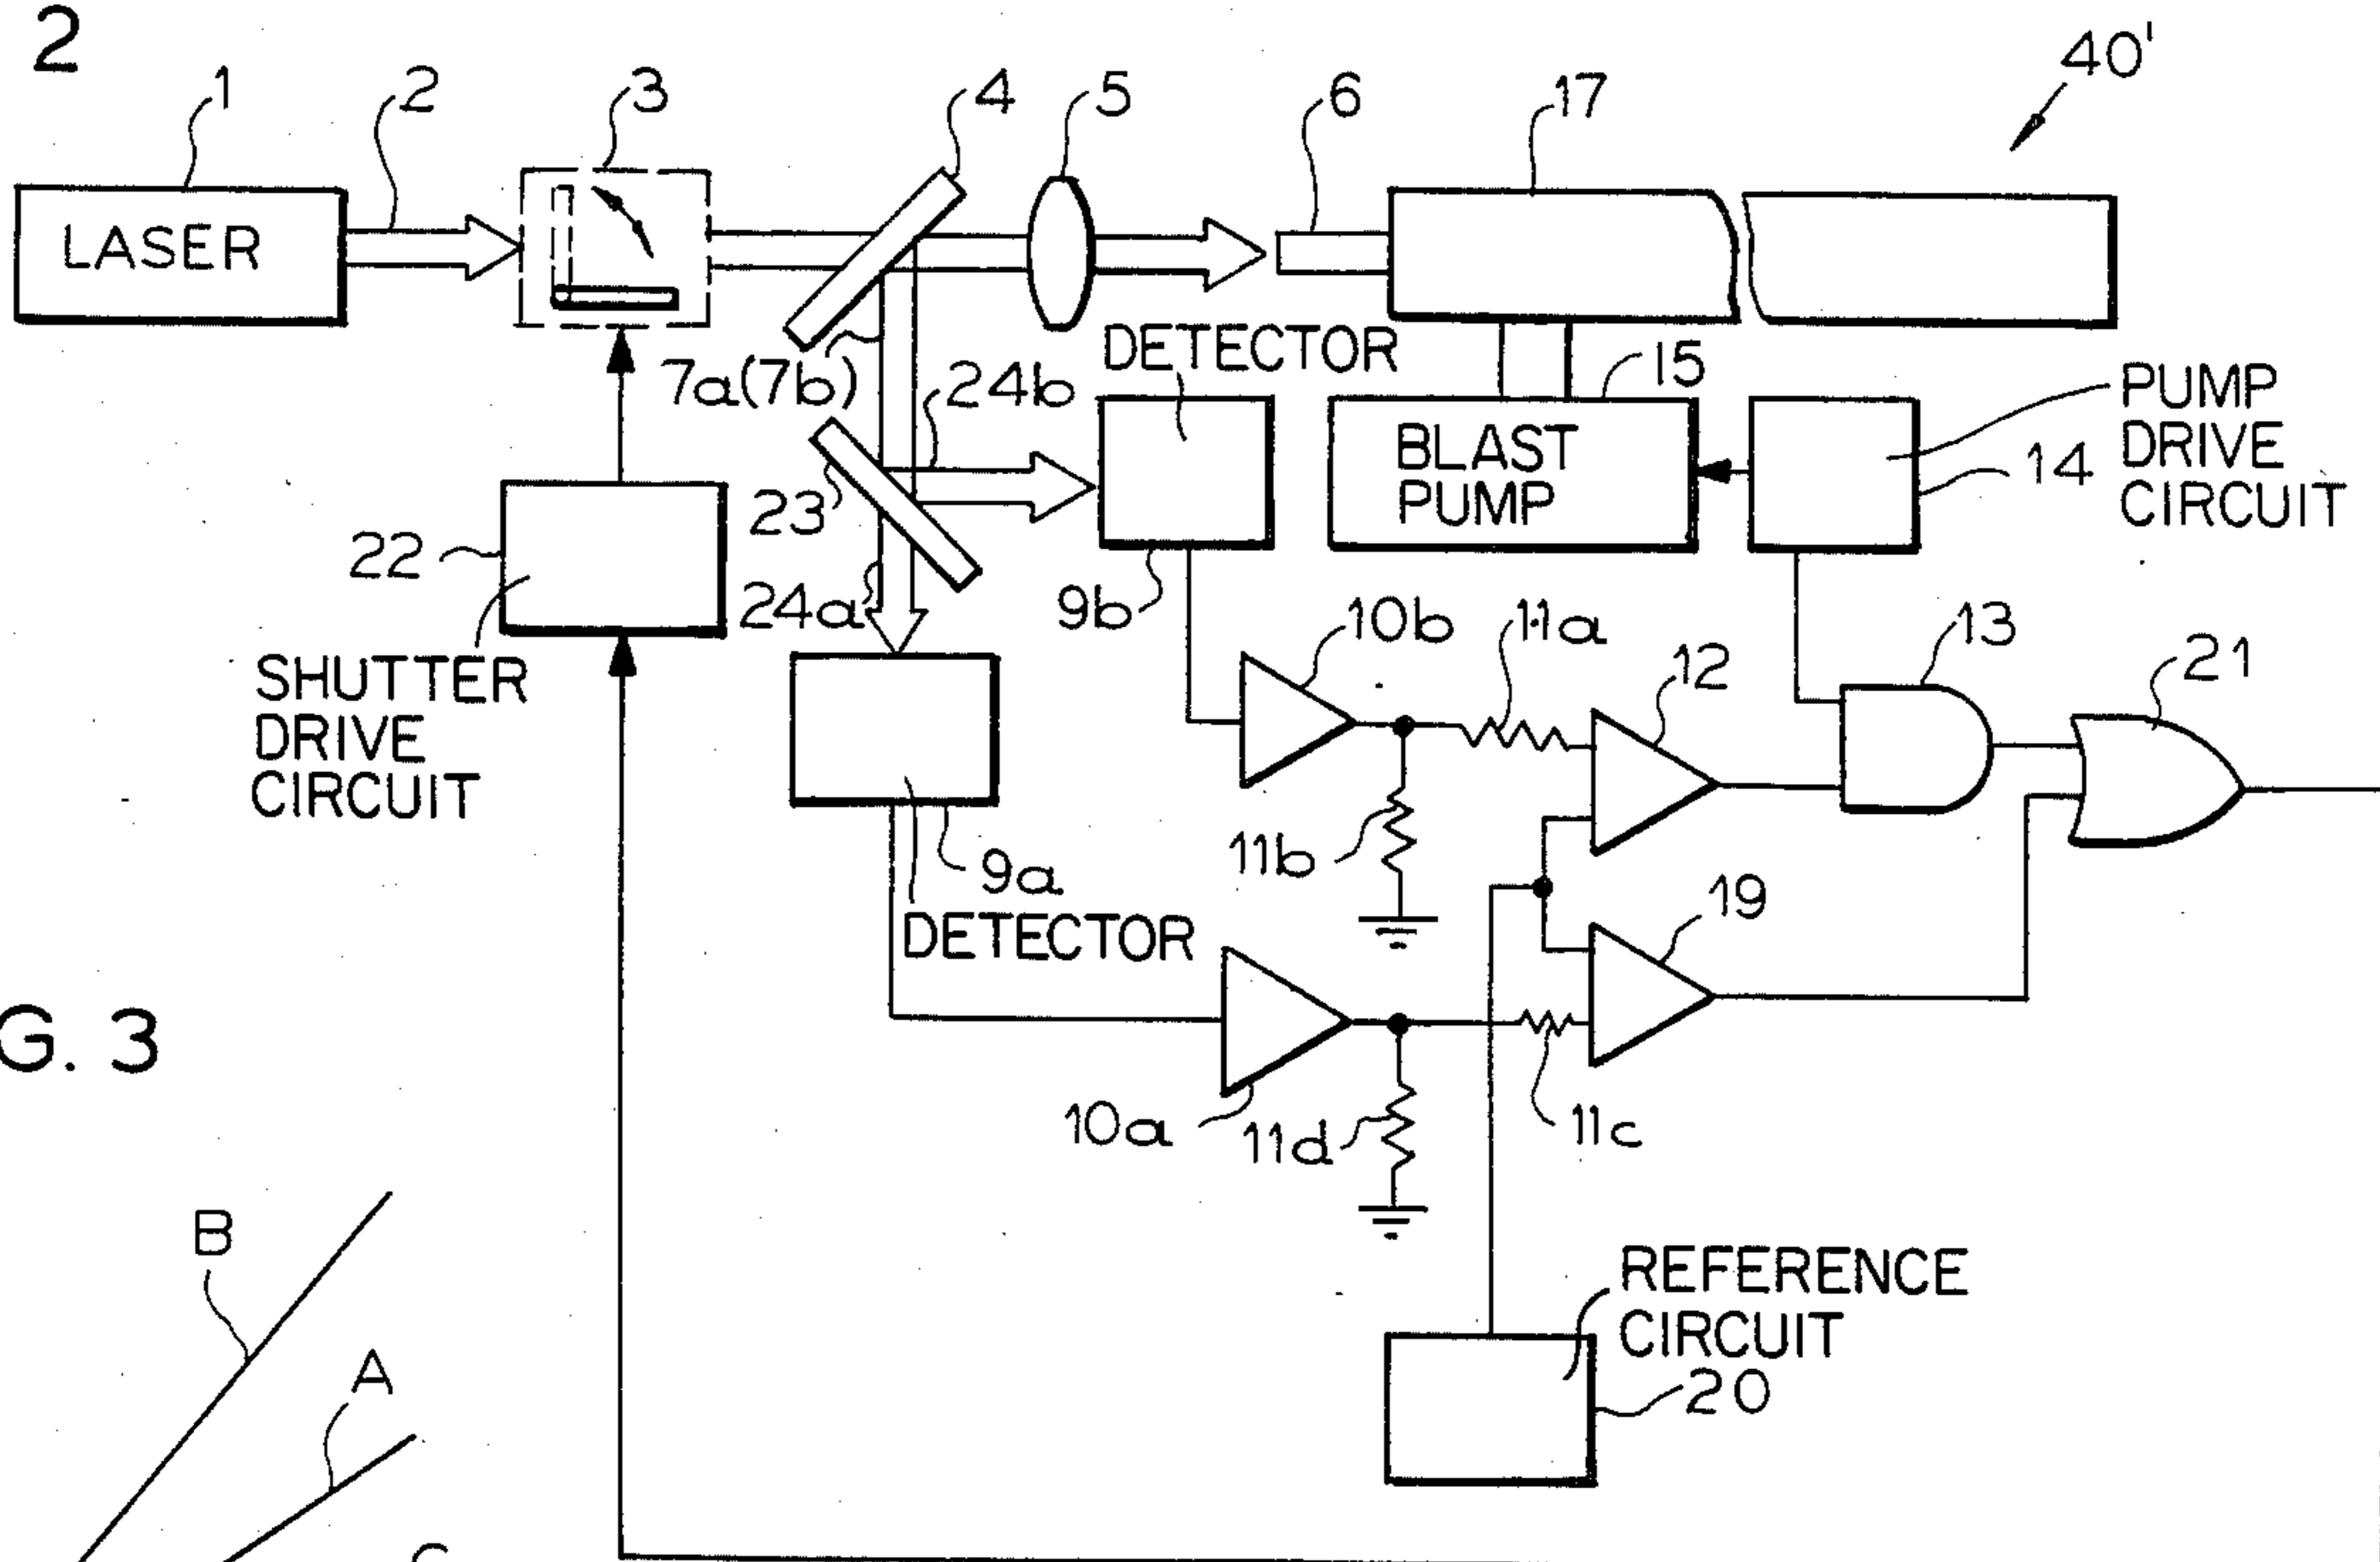 2
40'
1
2
3
4
5
6
17
LASER
DETECTOR
7a(7b)
24b
15
PUMP
DRIVE
CIRCUIT
BLAST
PUMP
14
23
22
24a
9b
10b
11a
12
13
21
SHUTTER
DRIVE
CIRCUIT
11b
9a
DETECTOR
19
G. 3
10a
11d
11c
B
REFERENCE
CIRCUIT
A
20